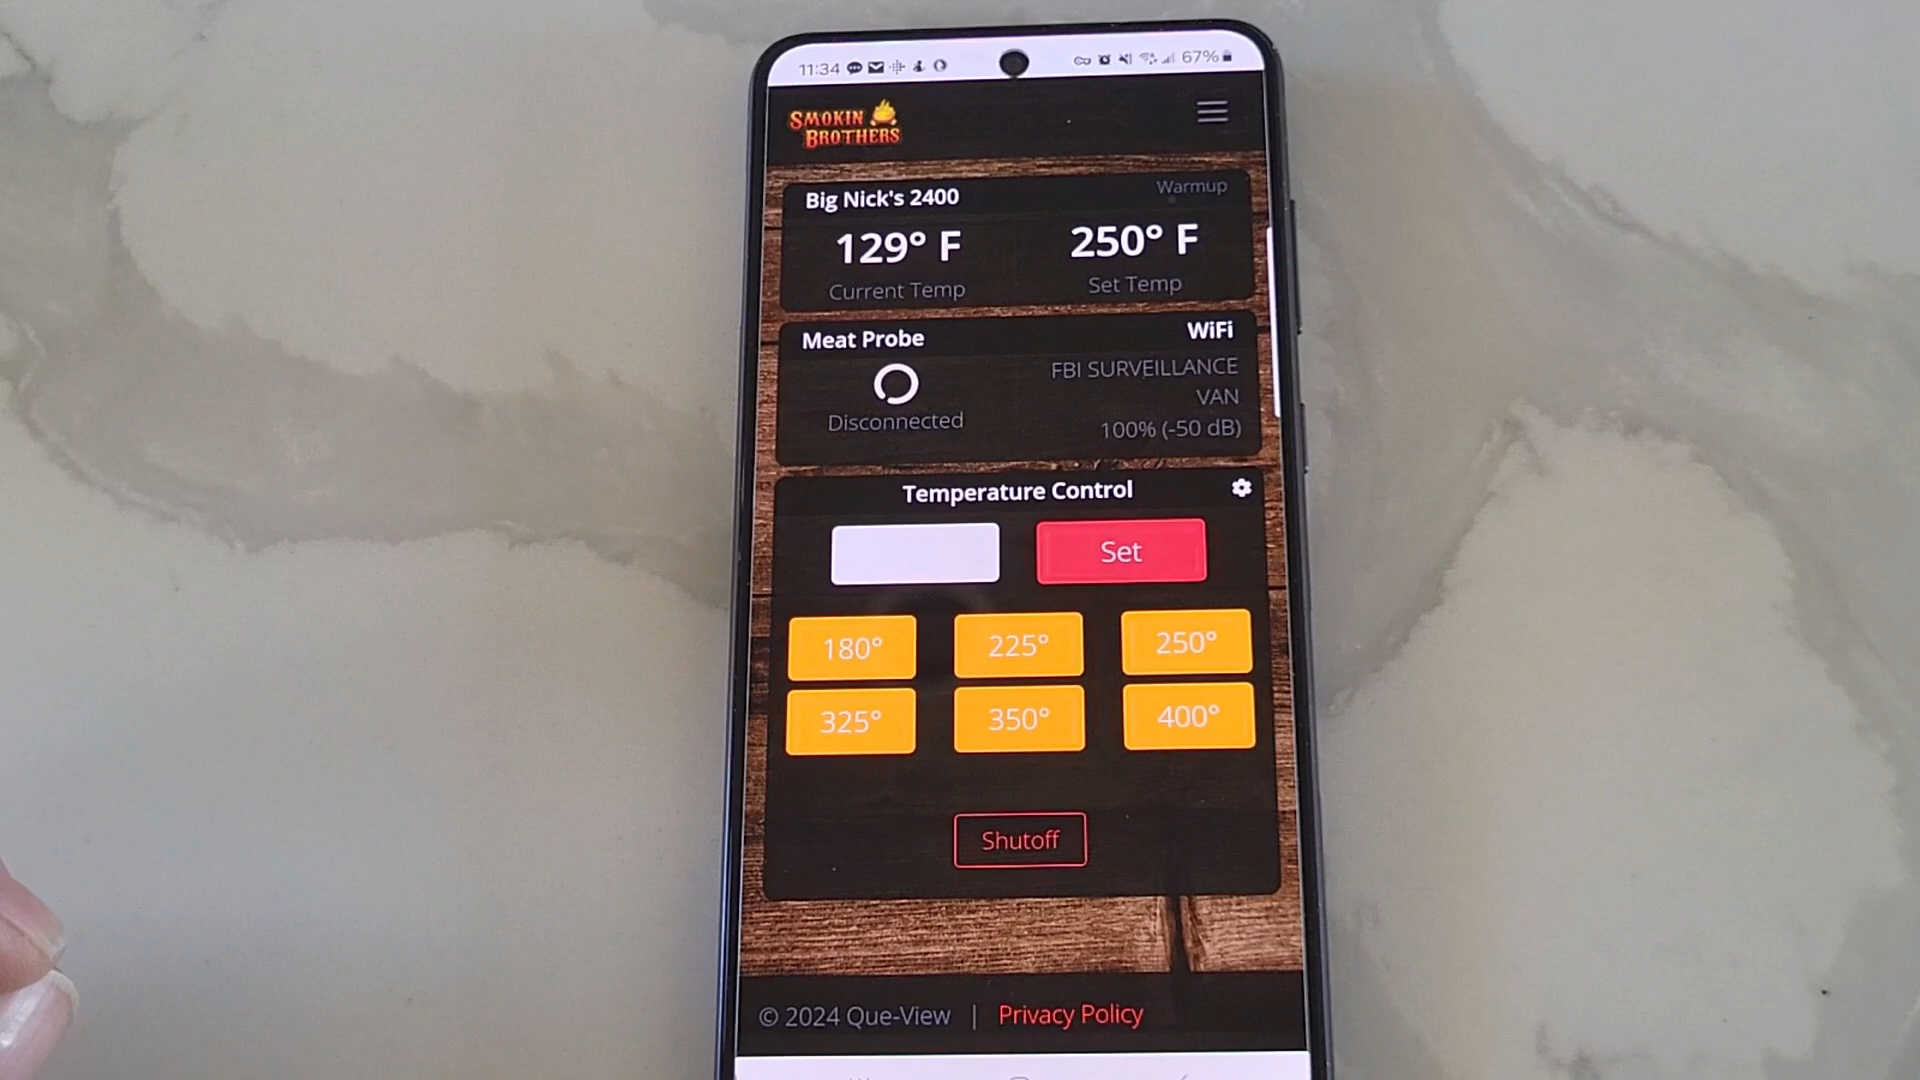 11:34
67%
SMOKIN
BROTHERS
Big Nick's 2400
Warmup
129° F
250° F
Current Temp
Set Temp
Meat Probe
WiFi
FBI SURVEILLANCE
VAN
Disconnected
100% (-50 dB)
Temperature Control
Set
180°
225°
250°
325°
350°
400°
Shutoff
© 2024 Que-View | Privacy Policy